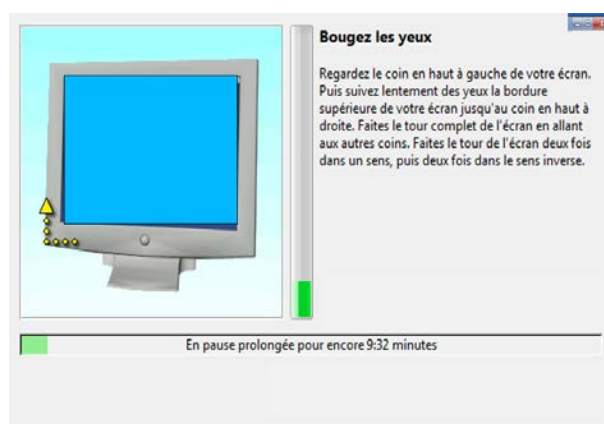 Bougez les yeux
Regardez le coin en haut à gauche de votre écran.
Puis suivez lentement des yeux la bordure
supérieure de votre écran jusqu'au coin en haut à
droite. Faites le tour complet de l'écran en allant
aux autres coins. Faites le tour de l'écran deux fois
dans un sens, puis deux fois dans le sens inverse.
En pause prolongée pour encore 9:32 minutes